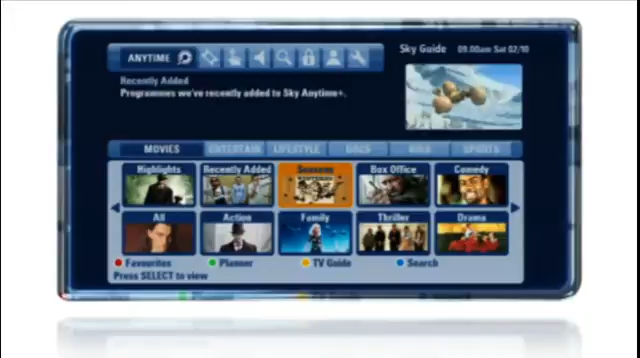 ANYTIME
Sky Guide 09.00am Sat 02/10
Recently Added
Programmes we've recently added to Sky Anytime+.
MOVIES ENTERTAIN LIFESTYLE DOCS KIDS SPORTS
Highlights Recently Added Seasons Box Office Comedy
All Action Family Thriller Drama
Favourites Planner TV Guide Search
Press SELECT to view